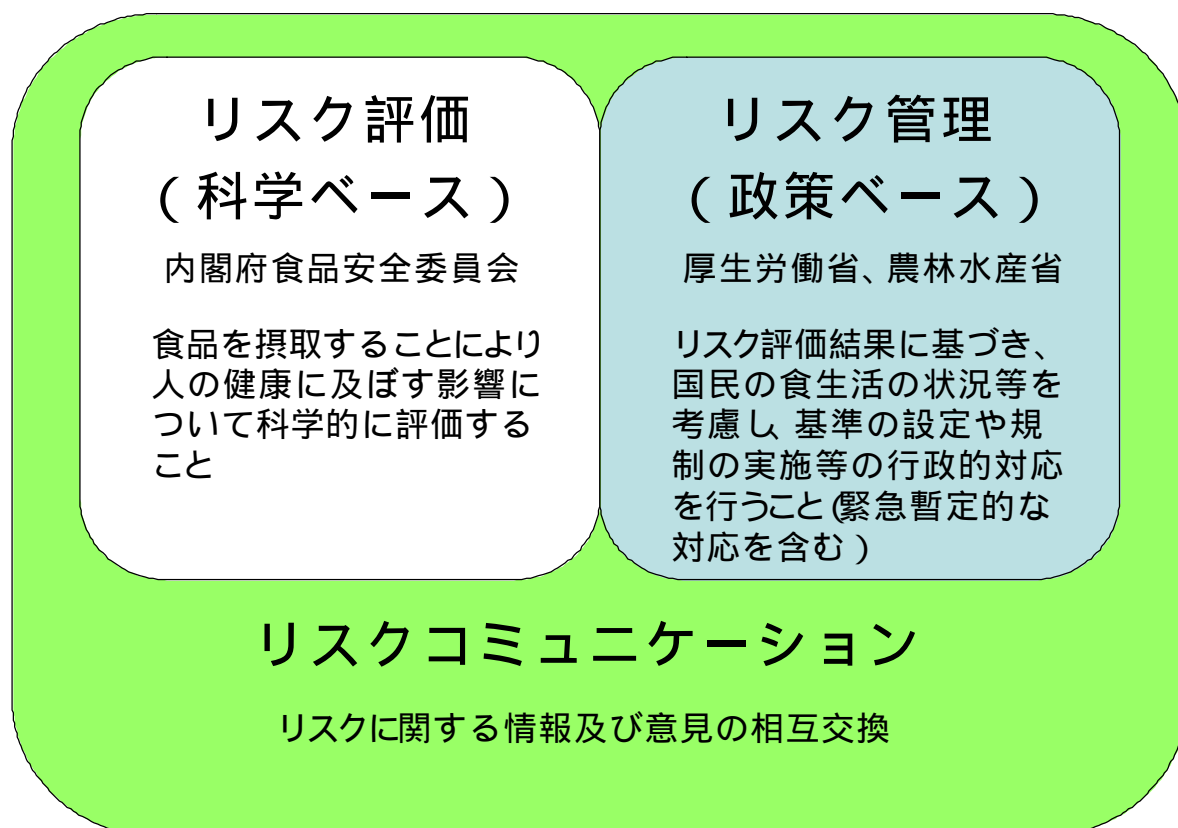 リスク評価
(科学ベース)
内閣府食品安全委員会
食品を摂取することにより
人の健康に及ぼす影響に
ついて科学的に評価する
こと
リスク管理
(政策ベース)
厚生労働省、農林水産省
リスク評価結果に基づき、
国民の食生活の状況等を
考慮し、基準の設定や規
制の実施等の行政的対応
を行うこと(緊急暫定的な
対応を含む)
リスクコミュニケーション
リスクに関する情報及び意見の相互交換